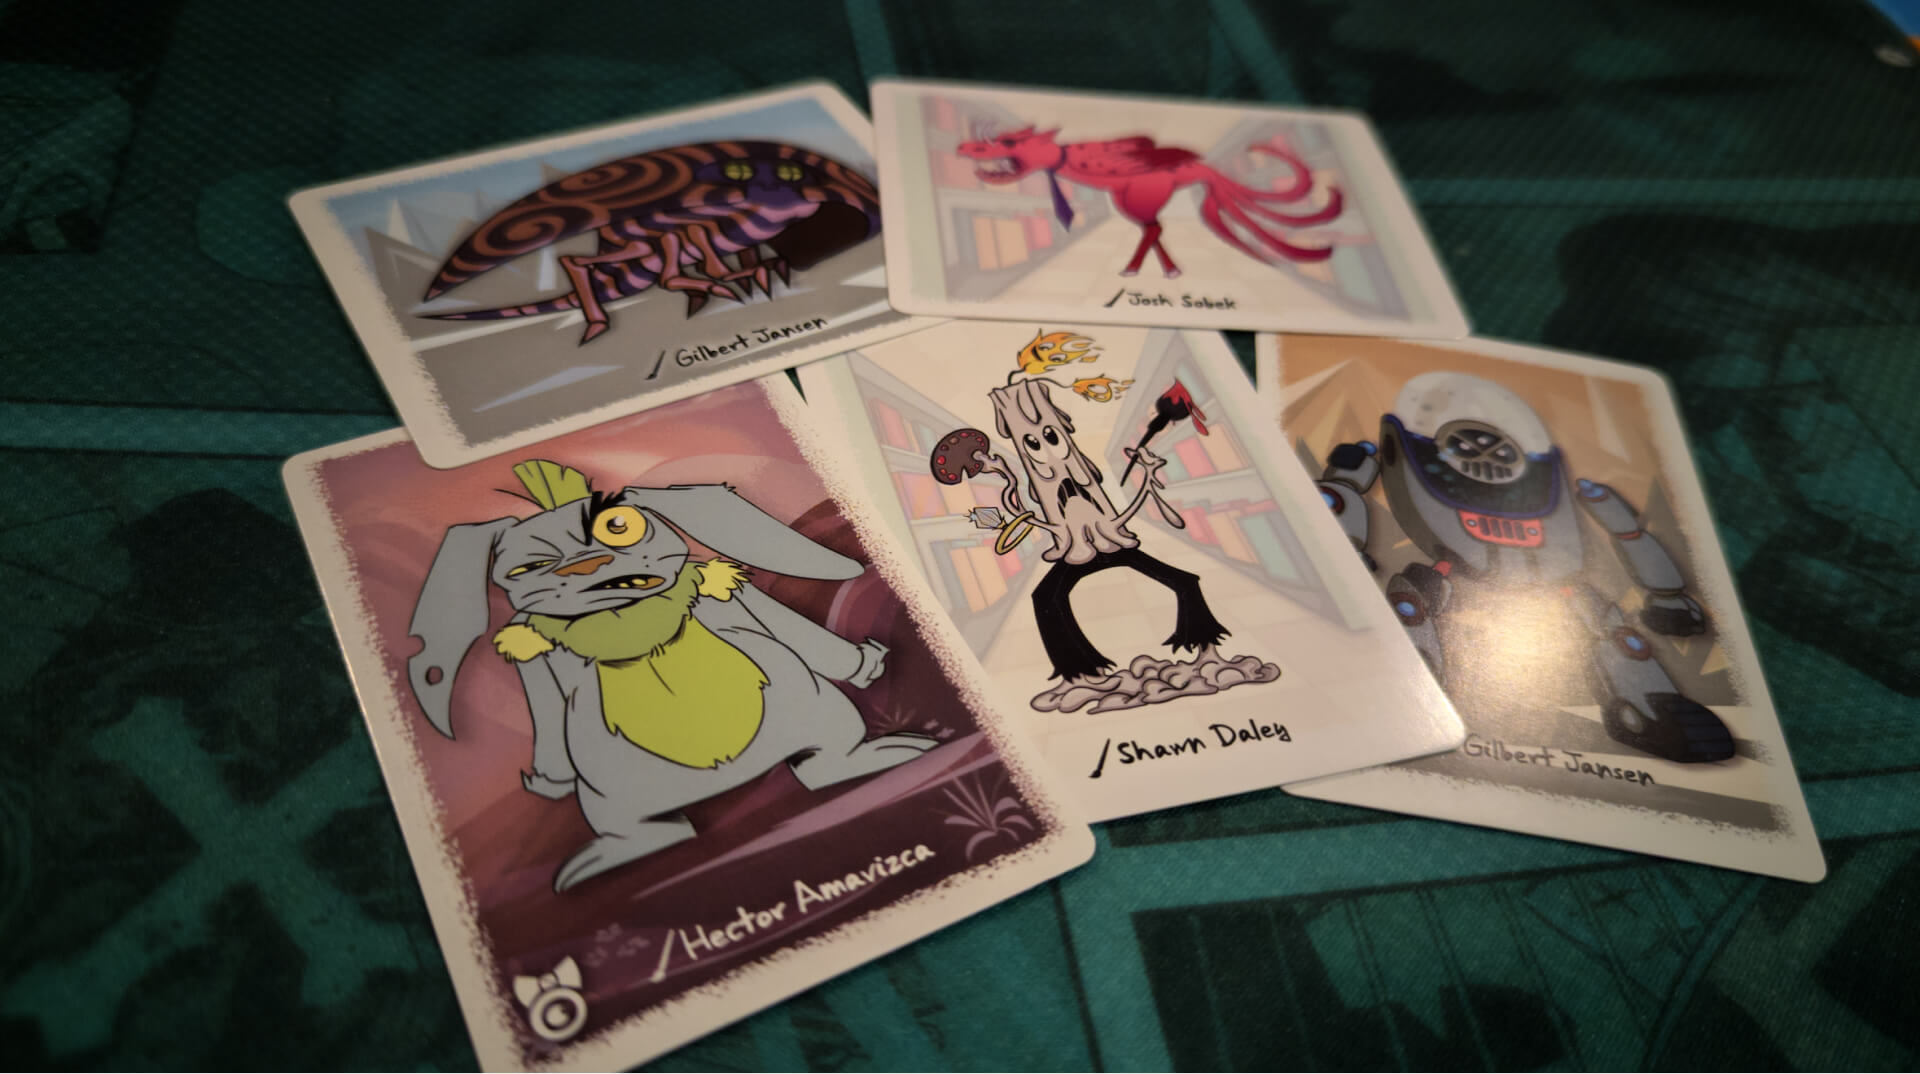 Gilbert Jansen
Josh Sobek
Hector Amavizca
Shawn Daley
Gilbert Jansen